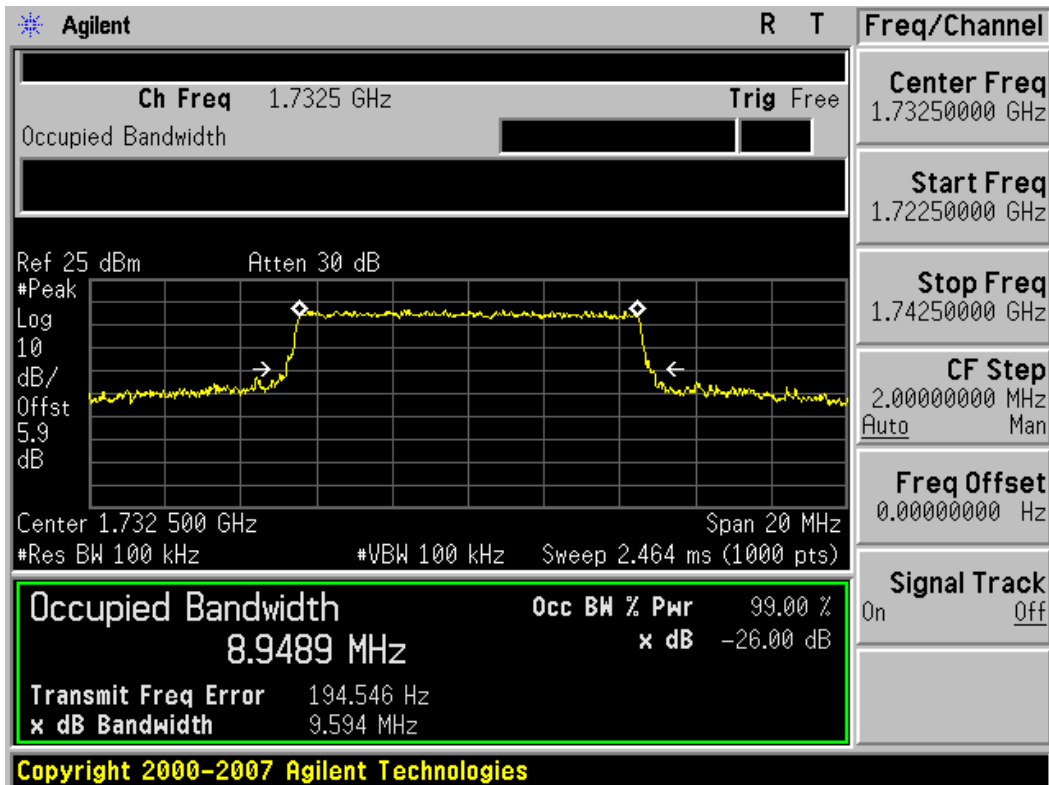 Agilent R T Freq/Channel
Ch Freq 1.7325 GHz Trig Free
Occupied Bandwidth
Center Freq
1.73250000 GHz
Start Freq
1.72250000 GHz
Stop Freq
1.74250000 GHz
CF Step
2.00000000 MHz
Auto Man
Freq Offset
0.00000000 Hz
Signal Track
On Off
Ref 25 dBm Atten 30 dB
#Peak
Log
10
dB/
Offst
5.9
dB
Center 1.732 500 GHz Span 20 MHz
#Res BW 100 kHz #VBW 100 kHz Sweep 2.464 ms (1000 pts)
Occupied Bandwidth Occ BW % Pwr 99.00 %
8.9489 MHz x dB -26.00 dB
Transmit Freq Error 194.546 Hz
x dB Bandwidth 9.594 MHz
Copyright 2000-2007 Agilent Technologies